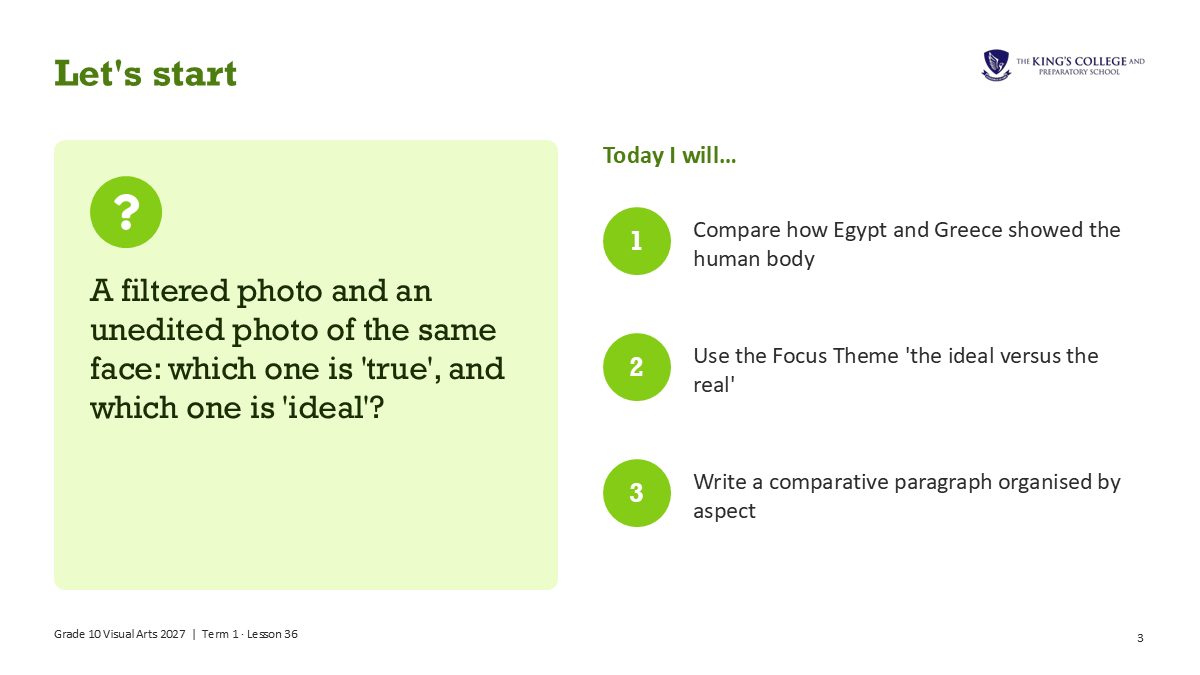 Let's start
THE KING'S COLLEGE AND
PREPARATORY SCHOOL
?
A filtered photo and an
unedited photo of the same
face: which one is 'true', and
which one is 'ideal'?
Today I will...
1
Compare how Egypt and Greece showed the
human body
2
Use the Focus Theme 'the ideal versus the
real'
3
Write a comparative paragraph organised by
aspect
Grade 10 Visual Arts 2027 | Term 1 · Lesson 36
3